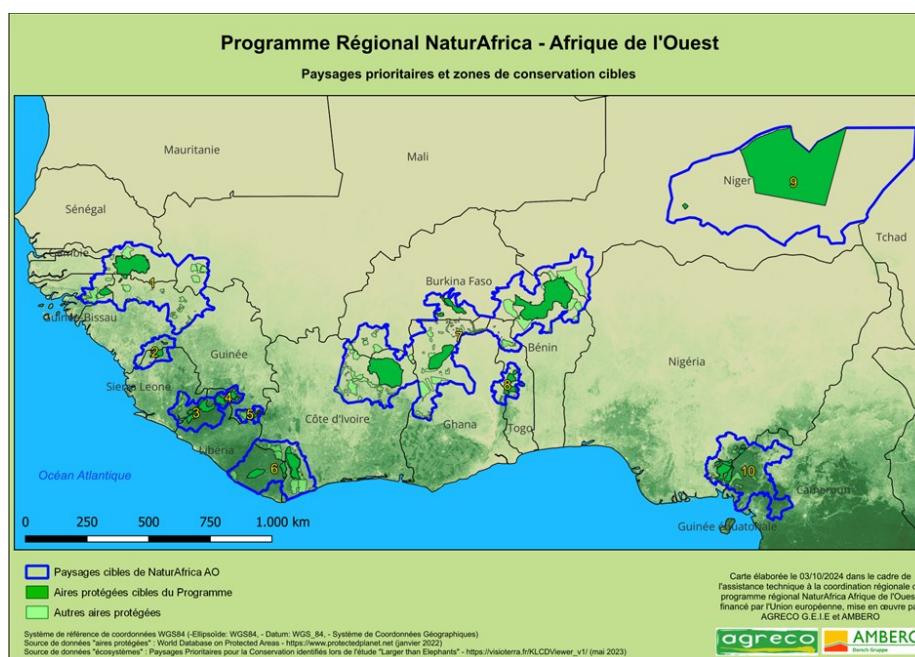 Programme Régional NaturAfrica - Afrique de l'Ouest
Paysages prioritaires et zones de conservation cibles
Mauritanie
Mali
Niger
9
Sénégal
Tchad
Gambie
1
Burkina Faso
Guinée-Bissau
7
Bénin
2
Guinée
Nigéria
Sierra Leone
4
8
3
5
Côte d'Ivoire
Ghana
Togo
Libéria
6
10
Océan Atlantique
Cameroun
0 250 500 750 1.000 km
Guinée équatoriale
Paysages cibles de NaturAfrica AO
Aires protégées cibles du Programme
Autres aires protégées
Carte élaborée le 03/10/2024 dans le cadre de
l'assistance technique à la coordination régionale d
programme régional NaturAfrica Afrique de l'Oues
financé par l'Union européenne, mise en œuvre pa
AGRECO G.E.I.E et AMBERO
Système de référence de coordonnées WGS84 (-Ellipsoïde: WGS84, - Datum: WGS_84, - Système de Coordonnées Géographiques)
Source de données "aires protégées" : World Database on Protected Areas - https://www.protectedplanet.net (janvier 2022)
Source de données "écosystèmes" : Paysages Prioritaires pour la Conservation identifiés lors de l'étude "Larger than Elephants" - https://visioterra.fr/KLCDViewer_v1/ (mai 2023)
agreco
AMBERO